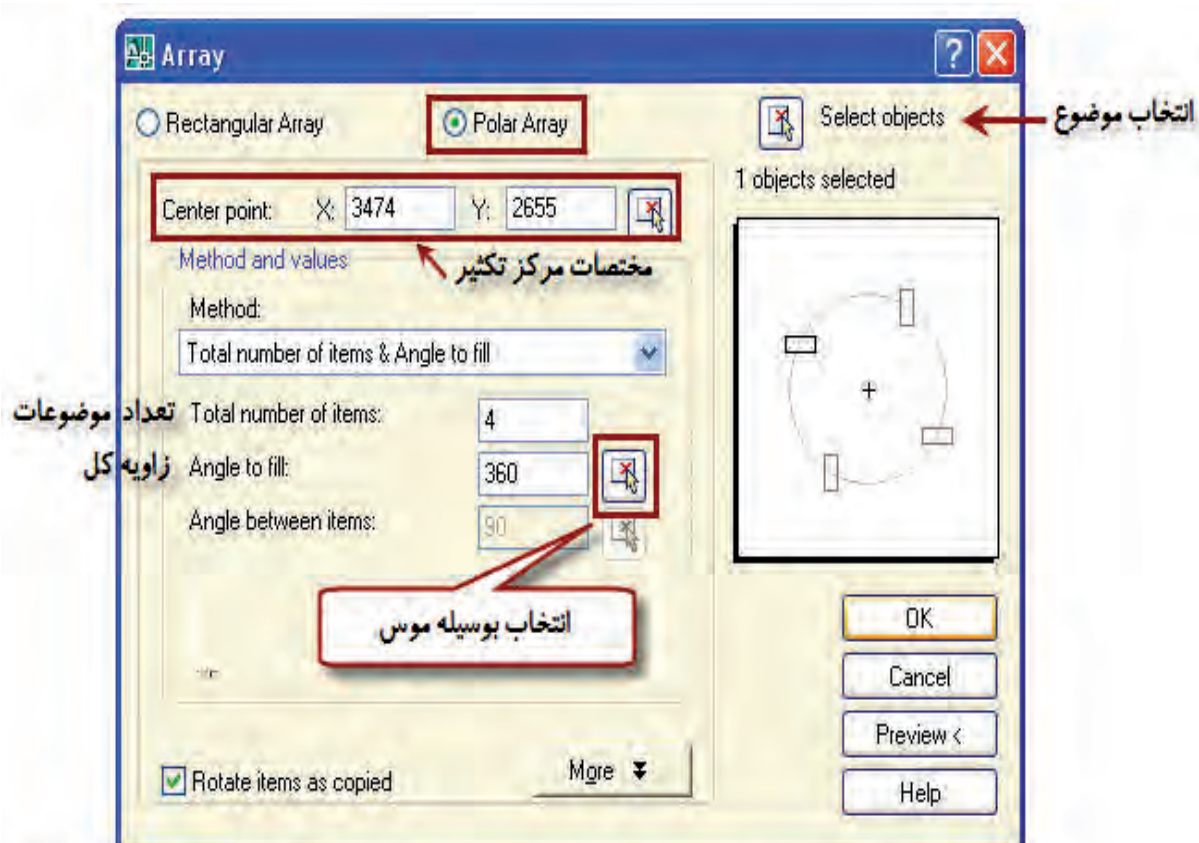 Array
Rectangular Array
Polar Array
Select objects
انتخاب موضوع
1 objects selected
Center point: X: 3474 Y: 2655
Method and values
مختصات مرکز تکثیر
Method:
Total number of items & Angle to fill
تعداد موضوعات
Total number of items: 4
زاویه کل
Angle to fill: 360
Angle between items: 90
انتخاب بوسیله موس
OK
Cancel
Preview <
Help
Rotate items as copied
More